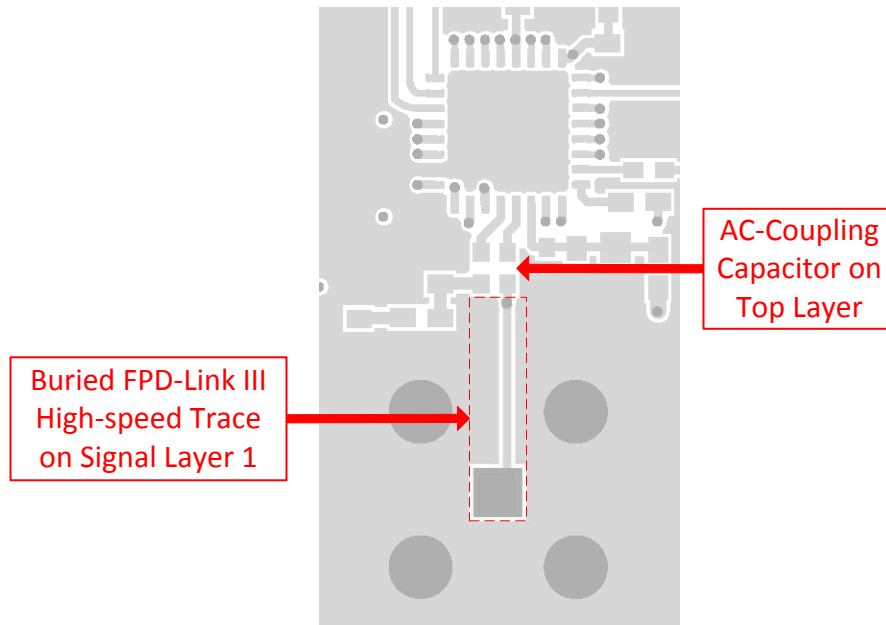 AC-Coupling
Capacitor on
Top Layer
Buried FPD-Link III
High-speed Trace
on Signal Layer 1